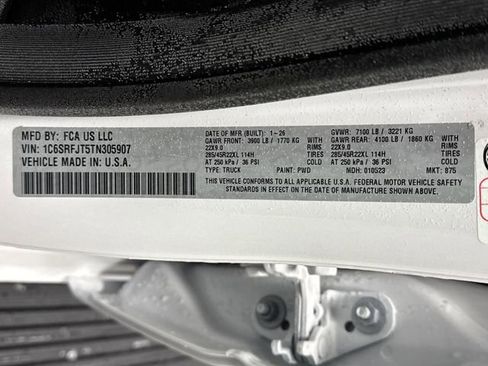 MFD BY: FCA US LLC
VIN: 1C6SRFJT5TN305907
VEHICLE MADE IN: U.S.A.
DATE OF MFR (BUILT): 1-26
GAWR FRONT: 3900 LB / 1770 KG
WITH
22X9.0 RIMS
285/45R22XL 114H TIRES
AT 250 kPa / 36 PSI COLD
GVWR: 7100 LB / 3221 KG
GAWR REAR: 4100 LB / 1860 KG
WITH
22X9.0 RIMS
285/45R22XL 114H TIRES
AT 250 kPa / 36 PSI COLD
TYPE: TRUCK PAINT: PWD MDH: 010523 MKT: 875
THIS VEHICLE CONFORMS TO ALL APPLICABLE U.S.A. FEDERAL MOTOR VEHICLE SAFETY
STANDARDS IN EFFECT ON THE DATE OF MANUFACTURE SHOWN ABOVE.